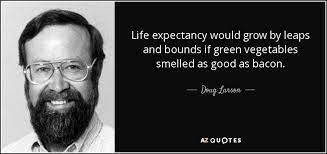 Life expectancy would grow by leaps
and bounds if green vegetables
smelled as good as bacon.
Doug Larson
AZ QUOTES